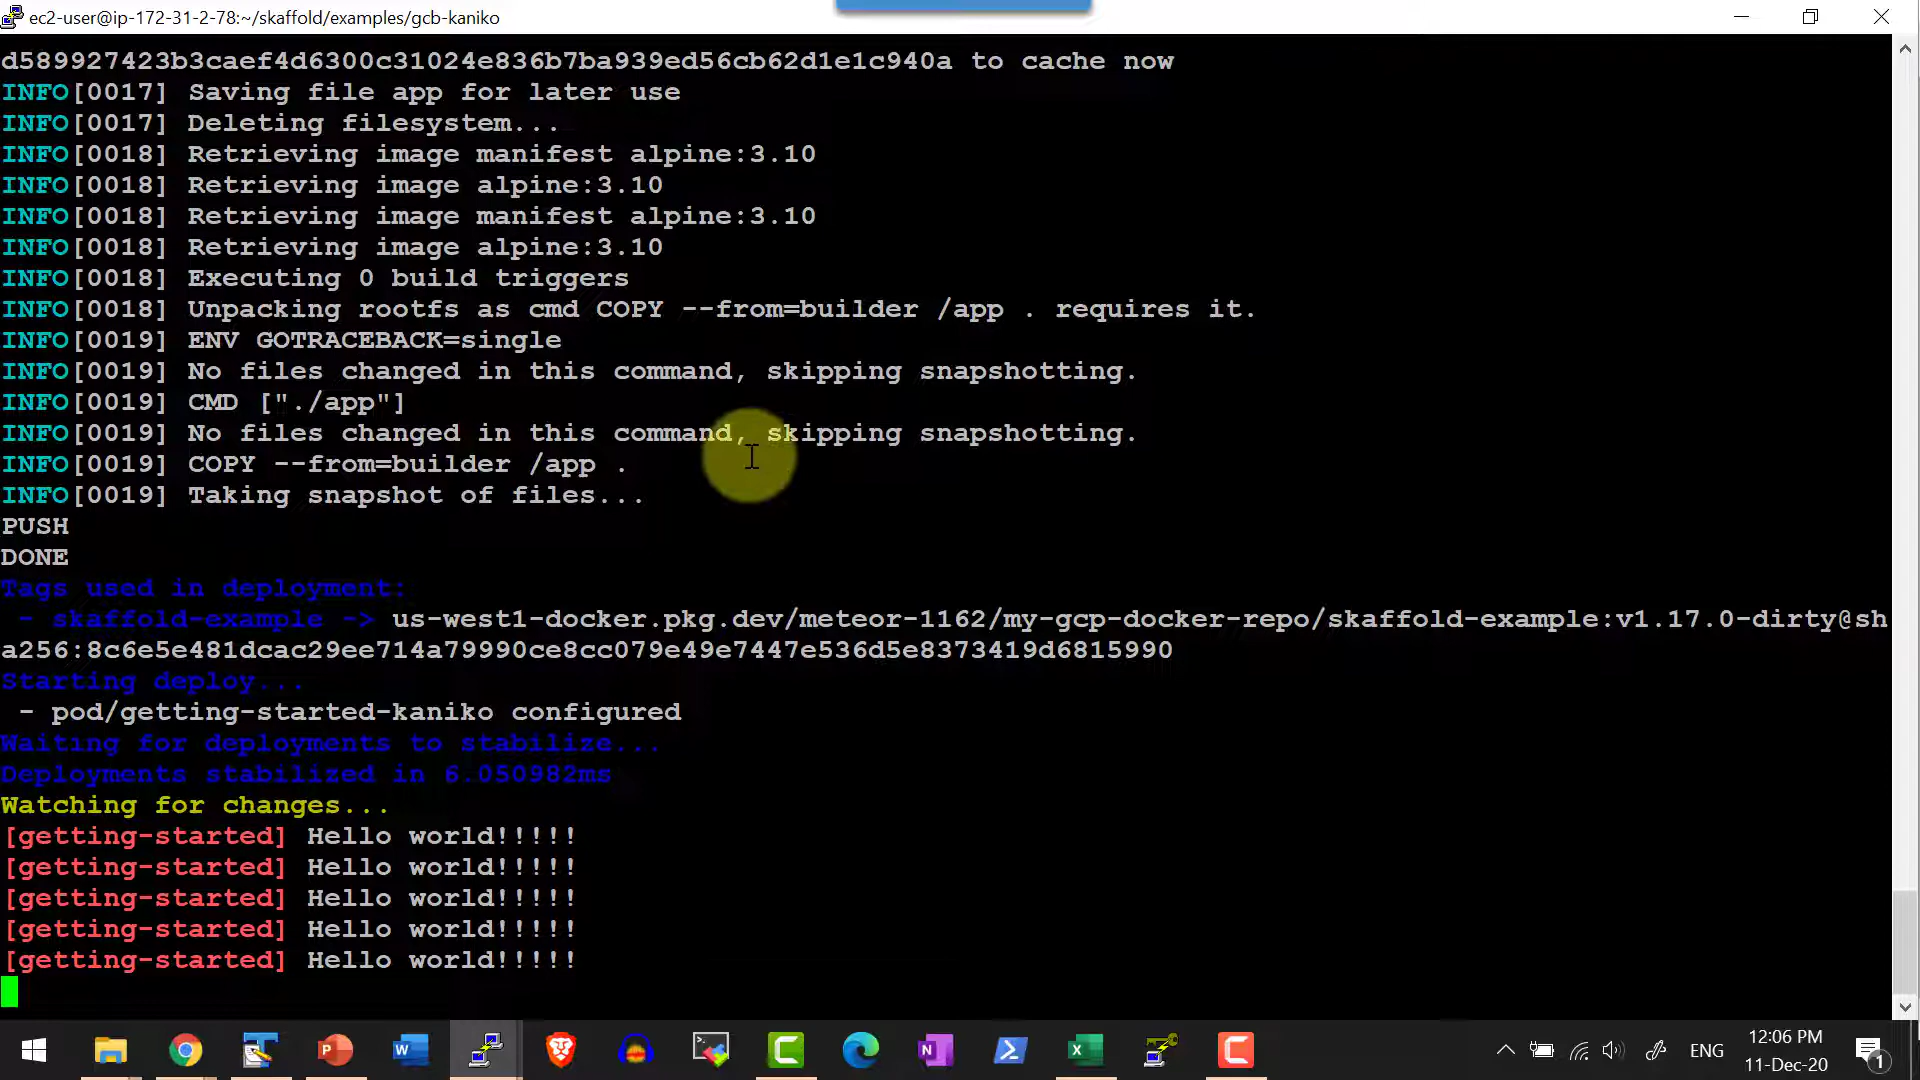 ec2-user@ip-172-31-2-78:~/skaffold/examples/gcb-kaniko
d589927423b3caef4d6300c31024e836b7ba939ed56cb62d1e1c940a to cache now
INFO[0017] Saving file app for later use
INFO[0017] Deleting filesystem...
INFO[0018] Retrieving image manifest alpine:3.10
INFO[0018] Retrieving image alpine:3.10
INFO[0018] Retrieving image manifest alpine:3.10
INFO[0018] Retrieving image alpine:3.10
INFO[0018] Executing 0 build triggers
INFO[0018] Unpacking rootfs as cmd COPY --from=builder /app . requires it.
INFO[0019] ENV GOTRACEBACK=single
INFO[0019] No files changed in this command, skipping snapshotting.
INFO[0019] CMD ["./app"]
INFO[0019] No files changed in this command, skipping snapshotting.
INFO[0019] COPY --from=builder /app .
INFO[0019] Taking snapshot of files...
PUSH
DONE
Tags used in deployment:
 - skaffold-example -> us-west1-docker.pkg.dev/meteor-1162/my-gcp-docker-repo/skaffold-example:v1.17.0-dirty@sh
a256:8c6e5e481dcac29ee714a79990ce8cc079e49e7447e536d5e8373419d6815990
Starting deploy...
 - pod/getting-started-kaniko configured
Waiting for deployments to stabilize...
Deployments stabilized in 6.050982ms
Watching for changes...
[getting-started] Hello world!!!!!
[getting-started] Hello world!!!!!
[getting-started] Hello world!!!!!
[getting-started] Hello world!!!!!
[getting-started] Hello world!!!!!
ENG
12:06 PM
11-Dec-20
1